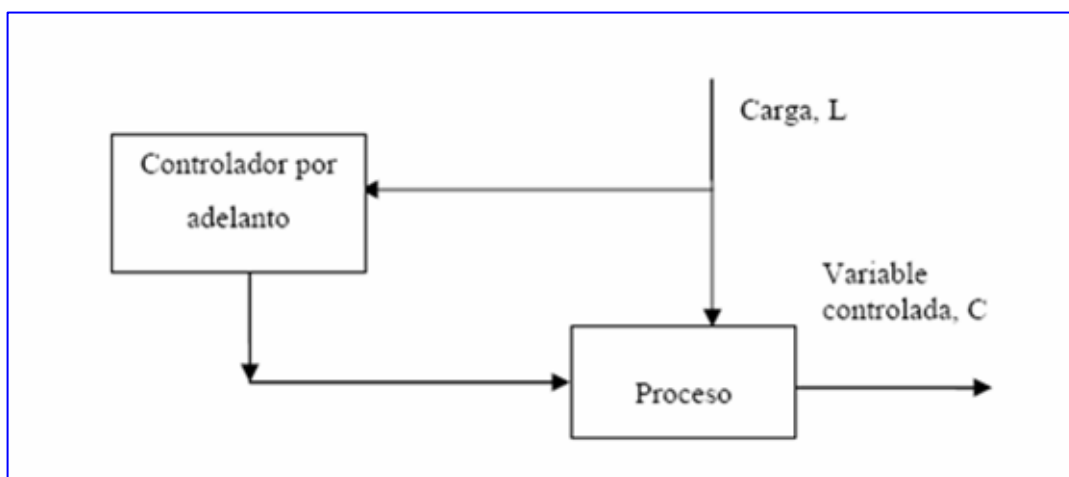 Carga, L
Controlador por
adelanto
Variable
controlada, C
Proceso